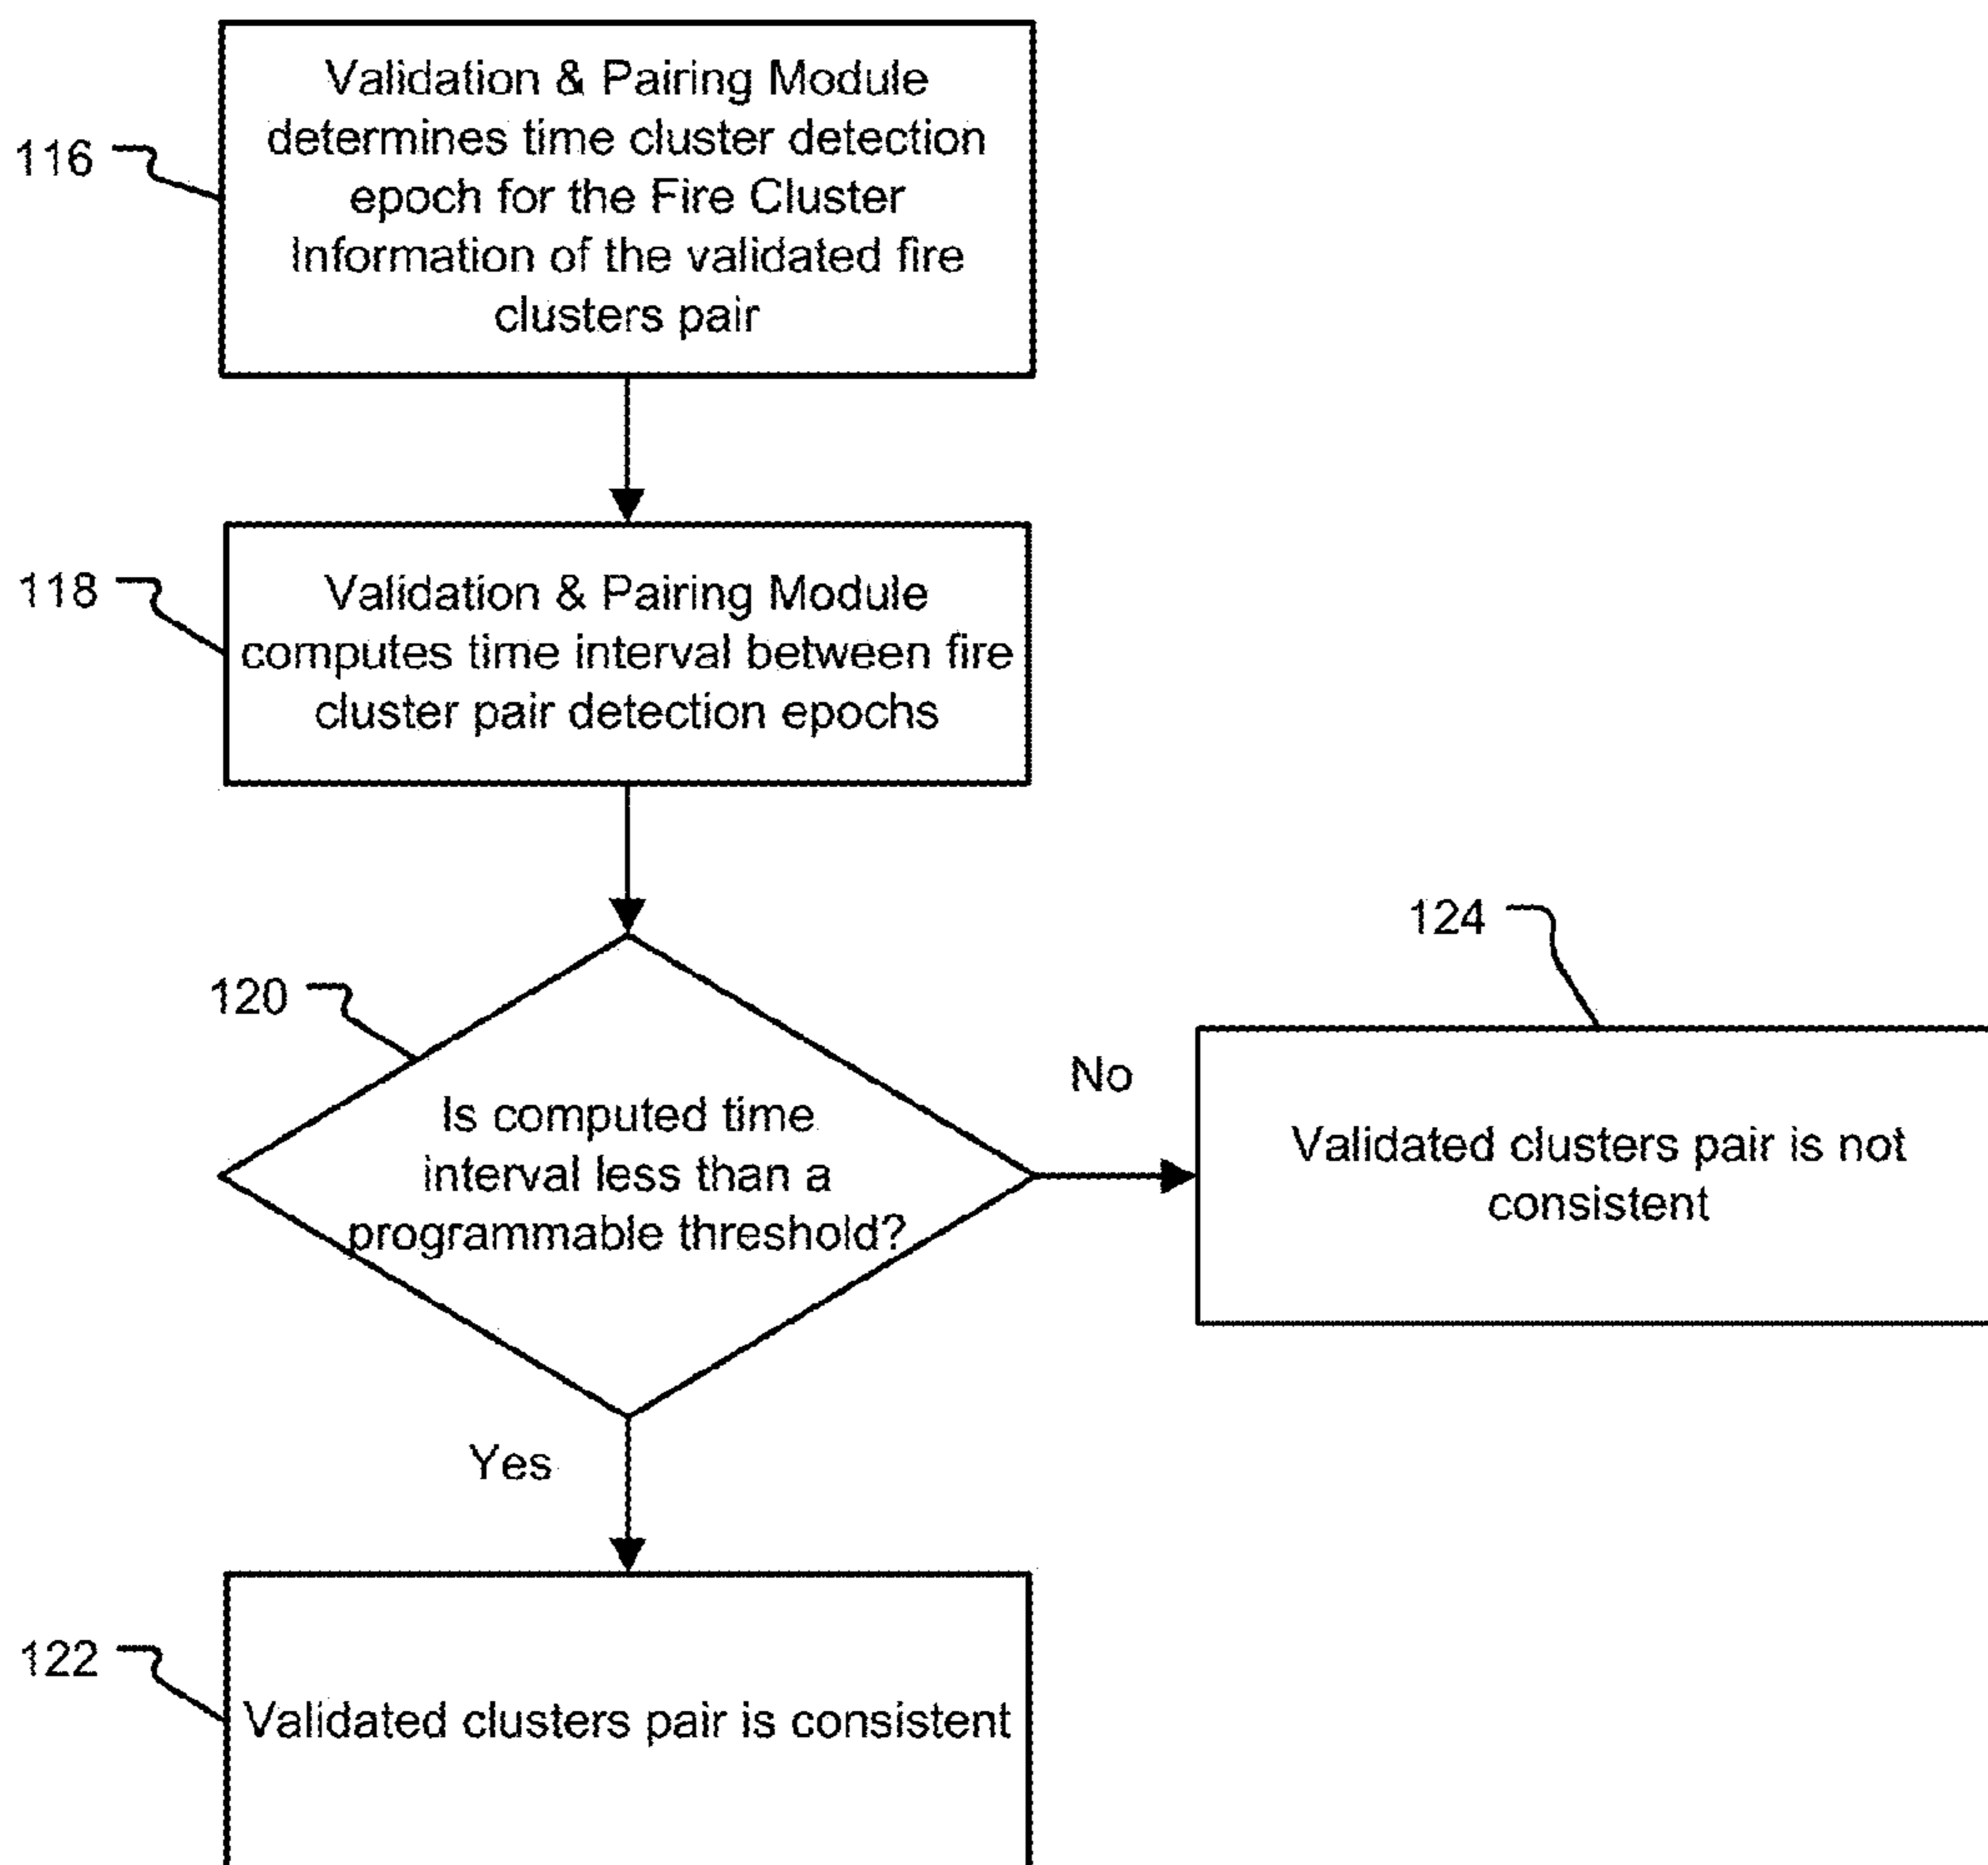 Validation & Pairing Module
determines time cluster detection
epoch for the Fire Cluster
Information of the validated fire
clusters pair
116
Validation & Pairing Module
computes time interval between fire
cluster pair detection epochs
118
124
120
No
Is computed time
interval less than a
programmable threshold?
Validated clusters pair is not
consistent
Yes
122
Validated clusters pair is consistent